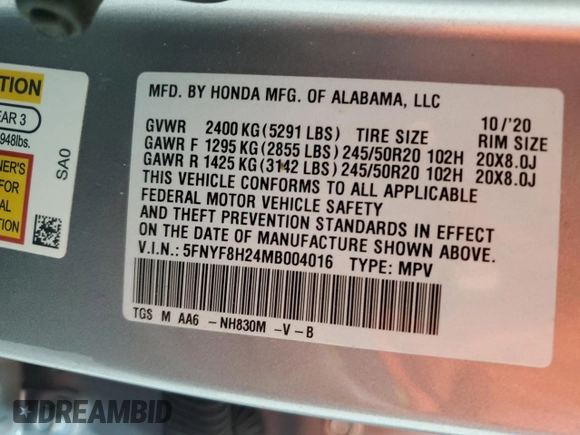 TION
EAR 3
948lbs.
NER'S
FOR
AL
TION
SA0
MFD. BY HONDA MFG. OF ALABAMA, LLC
10/'20
GVWR 2400 KG(5291 LBS) TIRE SIZE RIM SIZE
GAWR F 1295 KG(2855 LBS) 245/50R20 102H 20X8.0J
GAWR R 1425 KG(3142 LBS) 245/50R20 102H 20X8.0J
THIS VEHICLE CONFORMS TO ALL APPLICABLE
FEDERAL MOTOR VEHICLE SAFETY
AND THEFT PREVENTION STANDARDS IN EFFECT
ON THE DATE OF MANUFACTURE SHOWN ABOVE.
V.I.N.: 5FNYF8H24MB004016 TYPE: MPV
TGS M AA6 -NH830M -V-B
DREAMBID